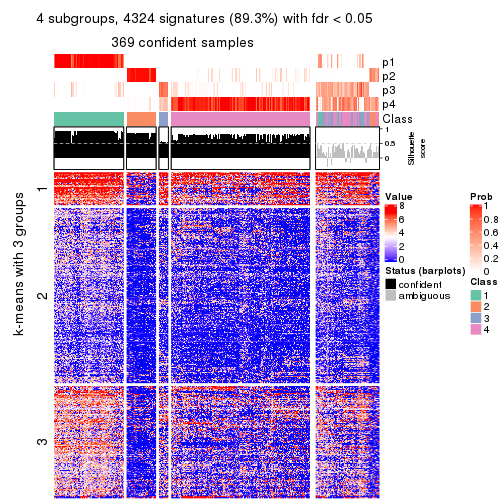 4 subgroups, 4324 signatures (89.3%) with fdr < 0.05
369 confident samples
p1
p2
p3
p4
Class
1
0.5
0
Silhouette
score
k-means with 3 groups
1
2
3
Value
8
6
4
2
0
Status (barplots)
confident
ambiguous
Prob
1
0.8
0.6
0.4
0.2
0
Class
1
2
3
4